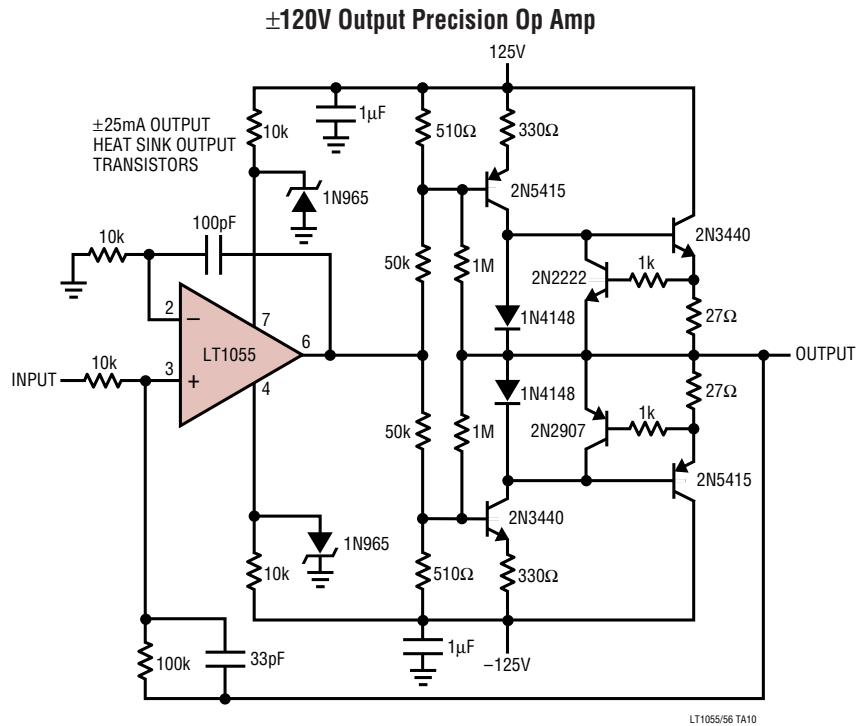 ±120V Output Precision Op Amp
125V
±25mA OUTPUT
HEAT SINK OUTPUT
TRANSISTORS
10k
1µF
510Ω
330Ω
1N965
2N5415
100pF
10k
50k
1M
2N3440
2N2222
1k
1N4148
27Ω
2
7
LT1055
6
INPUT
10k
3
4
OUTPUT
1N4148
27Ω
50k
1M
2N2907
1k
2N5415
2N3440
1N965
10k
510Ω
330Ω
1µF
–125V
100k
33pF
LT1055/56 TA10